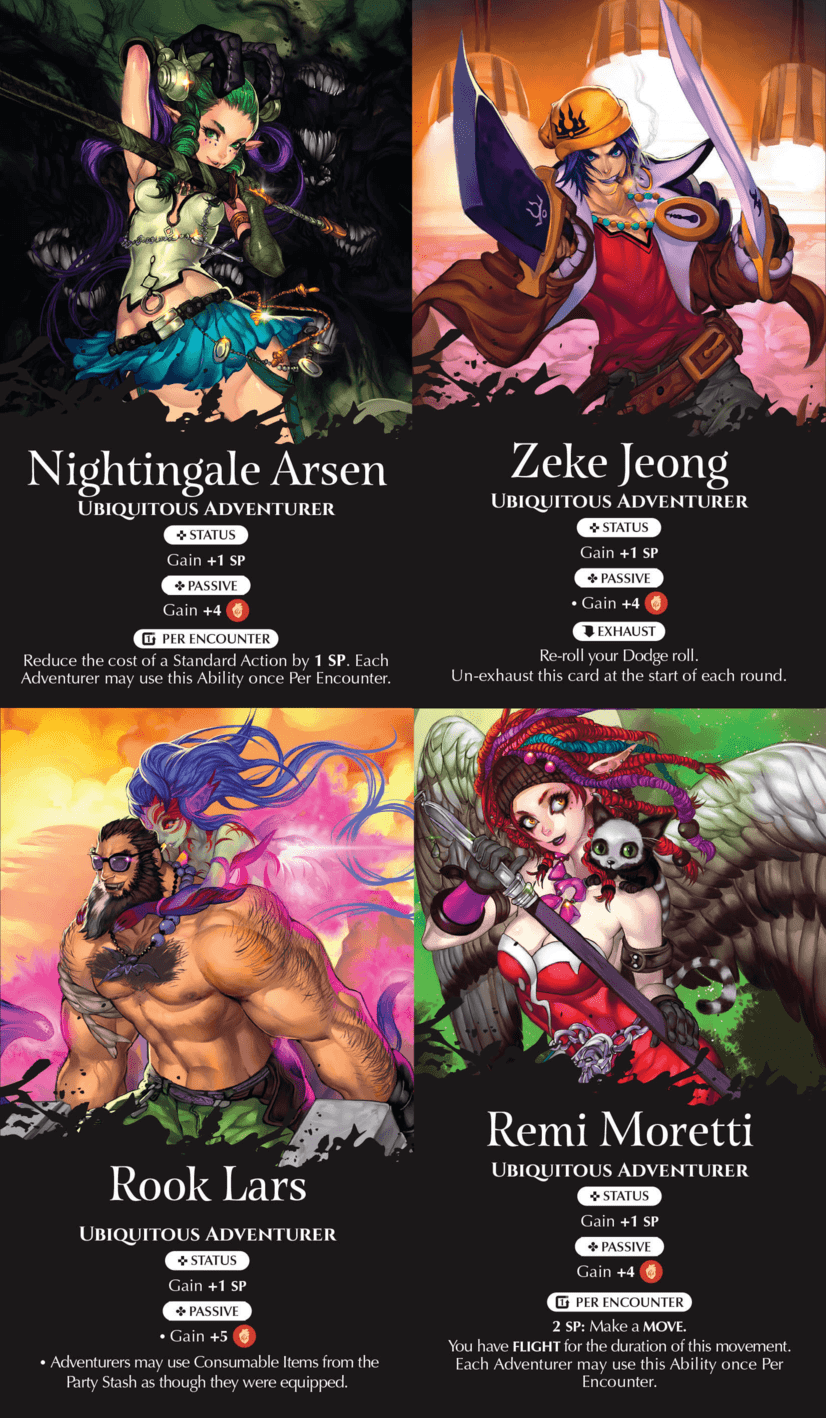 Nightingale Arsen
Ubiquitous Adventurer
STATUS
Gain +1 SP
PASSIVE
Gain +4
PER ENCOUNTER
Reduce the cost of a Standard Action by 1 SP. Each
Adventurer may use this Ability once Per Encounter.
Zeke Jeong
Ubiquitous Adventurer
STATUS
Gain +1 SP
PASSIVE
• Gain +4
EXHAUST
Re-roll your Dodge roll.
Un-exhaust this card at the start of each round.
Rook Lars
Ubiquitous Adventurer
STATUS
Gain +1 SP
PASSIVE
• Gain +5
• Adventurers may use Consumable Items from the
Party Stash as though they were equipped.
Remi Moretti
Ubiquitous Adventurer
STATUS
Gain +1 SP
PASSIVE
Gain +4
PER ENCOUNTER
2 SP: Make a MOVE.
You have FLIGHT for the duration of this movement.
Each Adventurer may use this Ability once Per
Encounter.